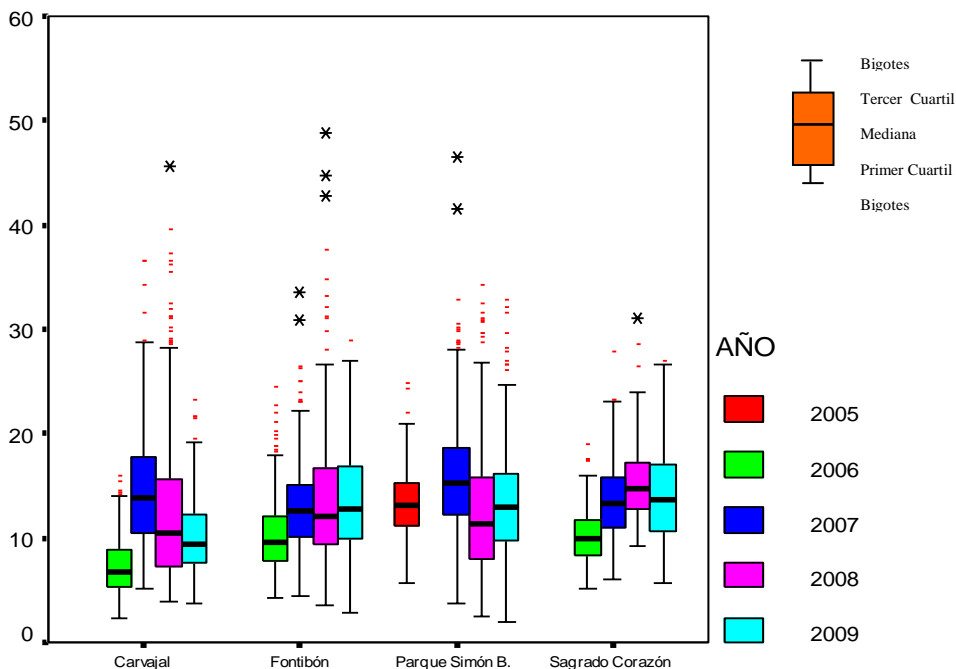 60
50
40
30
20
10
0
Carvajal
Fontibón
Parque Simón B.
Sagrado Corazón
Bigotes
Tercer Cuartil
Mediana
Primer Cuartil
Bigotes
AÑO
2005
2006
2007
2008
2009